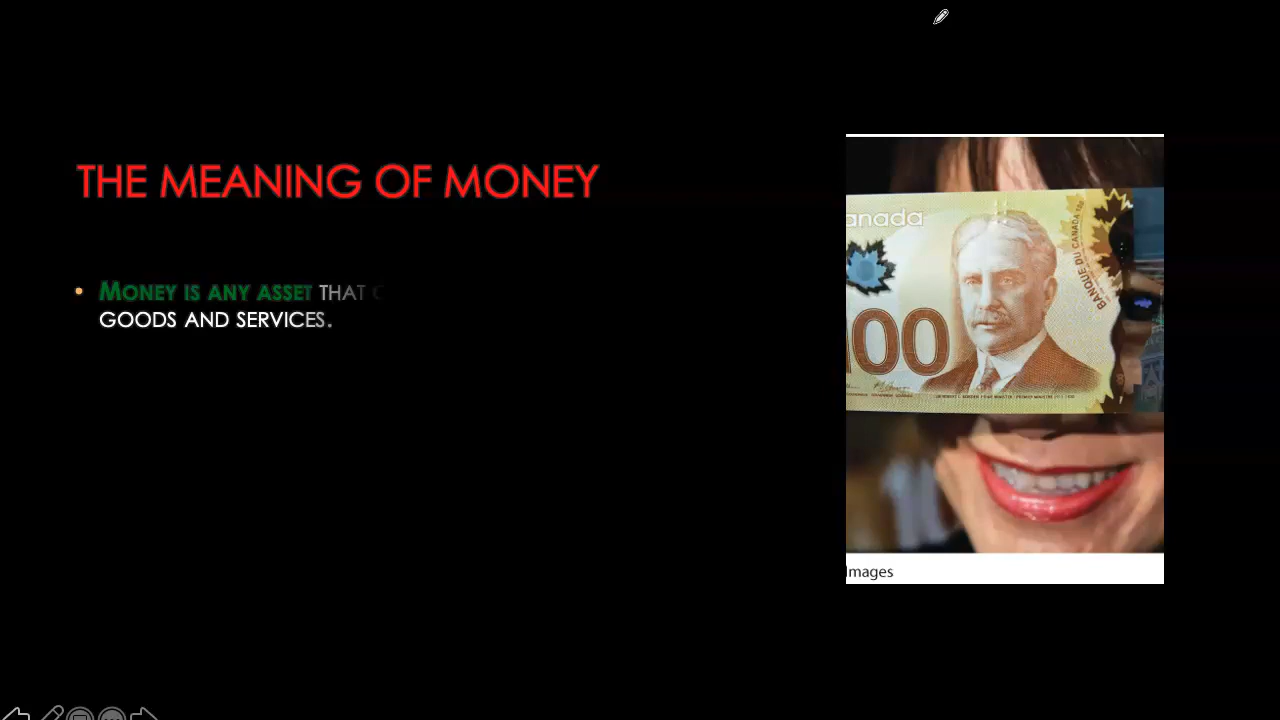 THE MEANING OF MONEY
• MONEY IS ANY ASSET THAT
GOODS AND SERVICES.
anada
100
BANQUE DU CANADA
Images